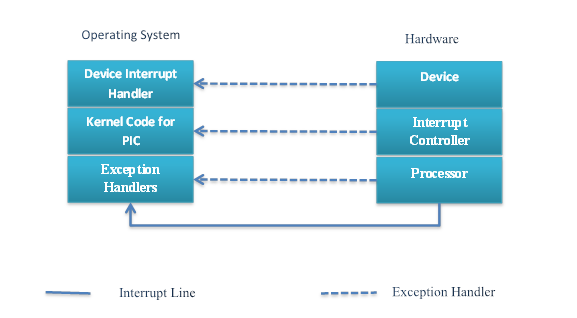 Operating System
Hardware
Device Interrupt
Handler
Device
Kernel Code for
PIC
Interrupt
Controller
Exception
Handlers
Processor
Interrupt Line
Exception Handler